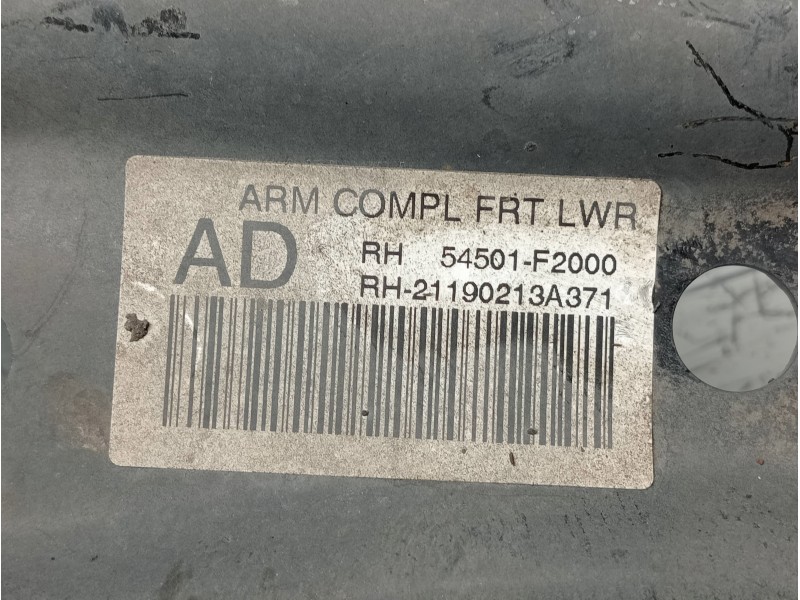 ARM COMPL FRT LWR
AD
RH 54501-F2000
RH-21190213A371